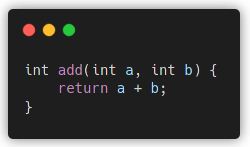 int add(int a, int b) {
    return a + b;
}